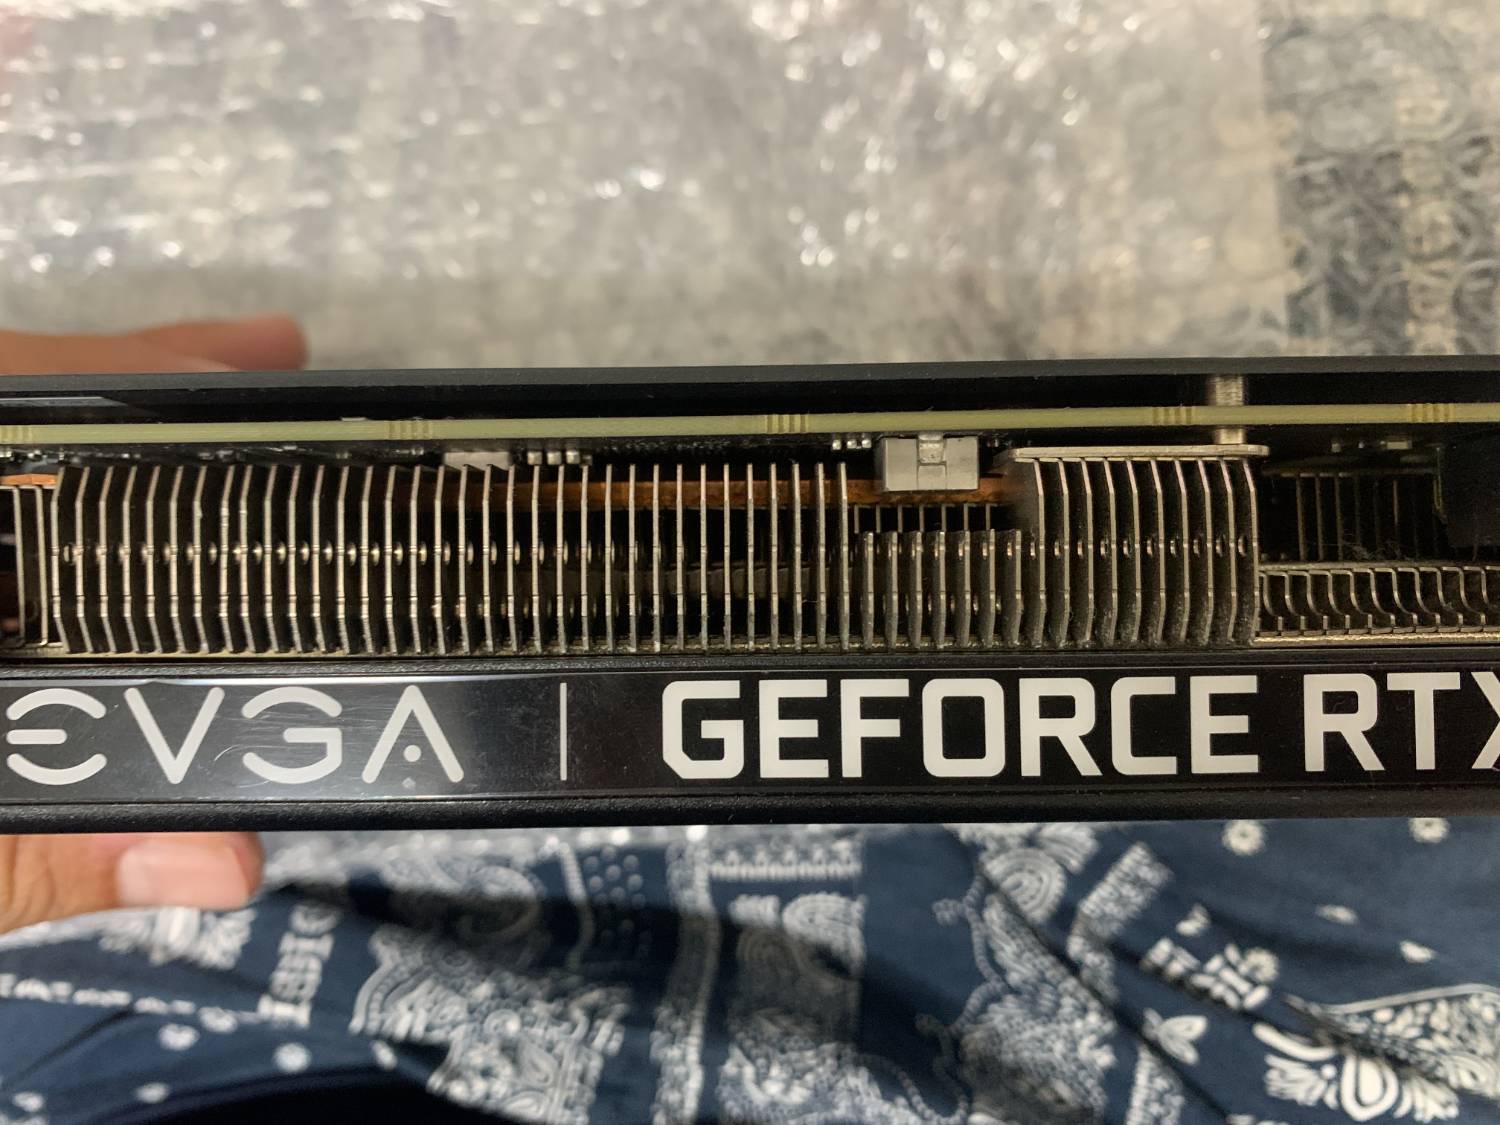 EVGA | GEFORCE RTX